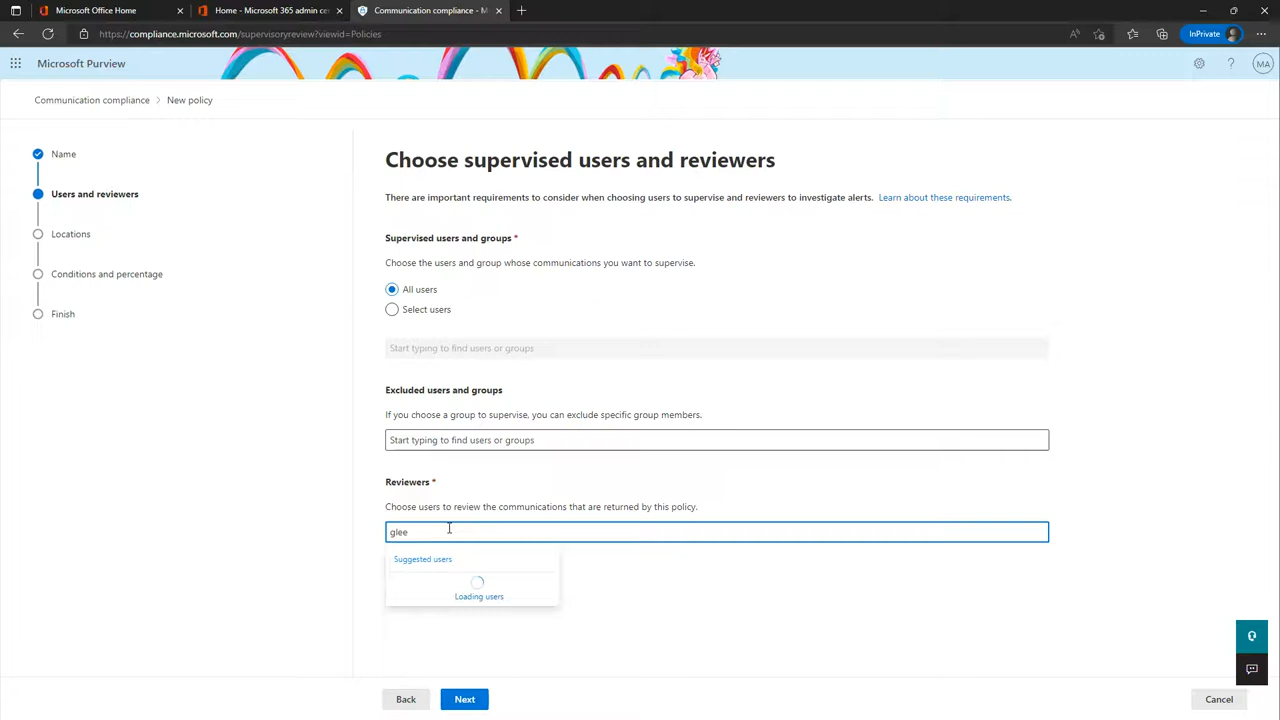 Microsoft Office Home
Home - Microsoft 365 admin cen
Communication compliance - M
https://compliance.microsoft.com/supervisoryreview?viewid=Policies
InPrivate
Microsoft Purview
MA
Communication compliance > New policy
Name
Users and reviewers
Locations
Conditions and percentage
Finish
Choose supervised users and reviewers
There are important requirements to consider when choosing users to supervise and reviewers to investigate alerts. Learn about these requirements.
Supervised users and groups *
Choose the users and group whose communications you want to supervise.
All users
Select users
Start typing to find users or groups
Excluded users and groups
If you choose a group to supervise, you can exclude specific group members.
Start typing to find users or groups
Reviewers *
Choose users to review the communications that are returned by this policy.
glee
Suggested users
Loading users
Back
Next
Cancel